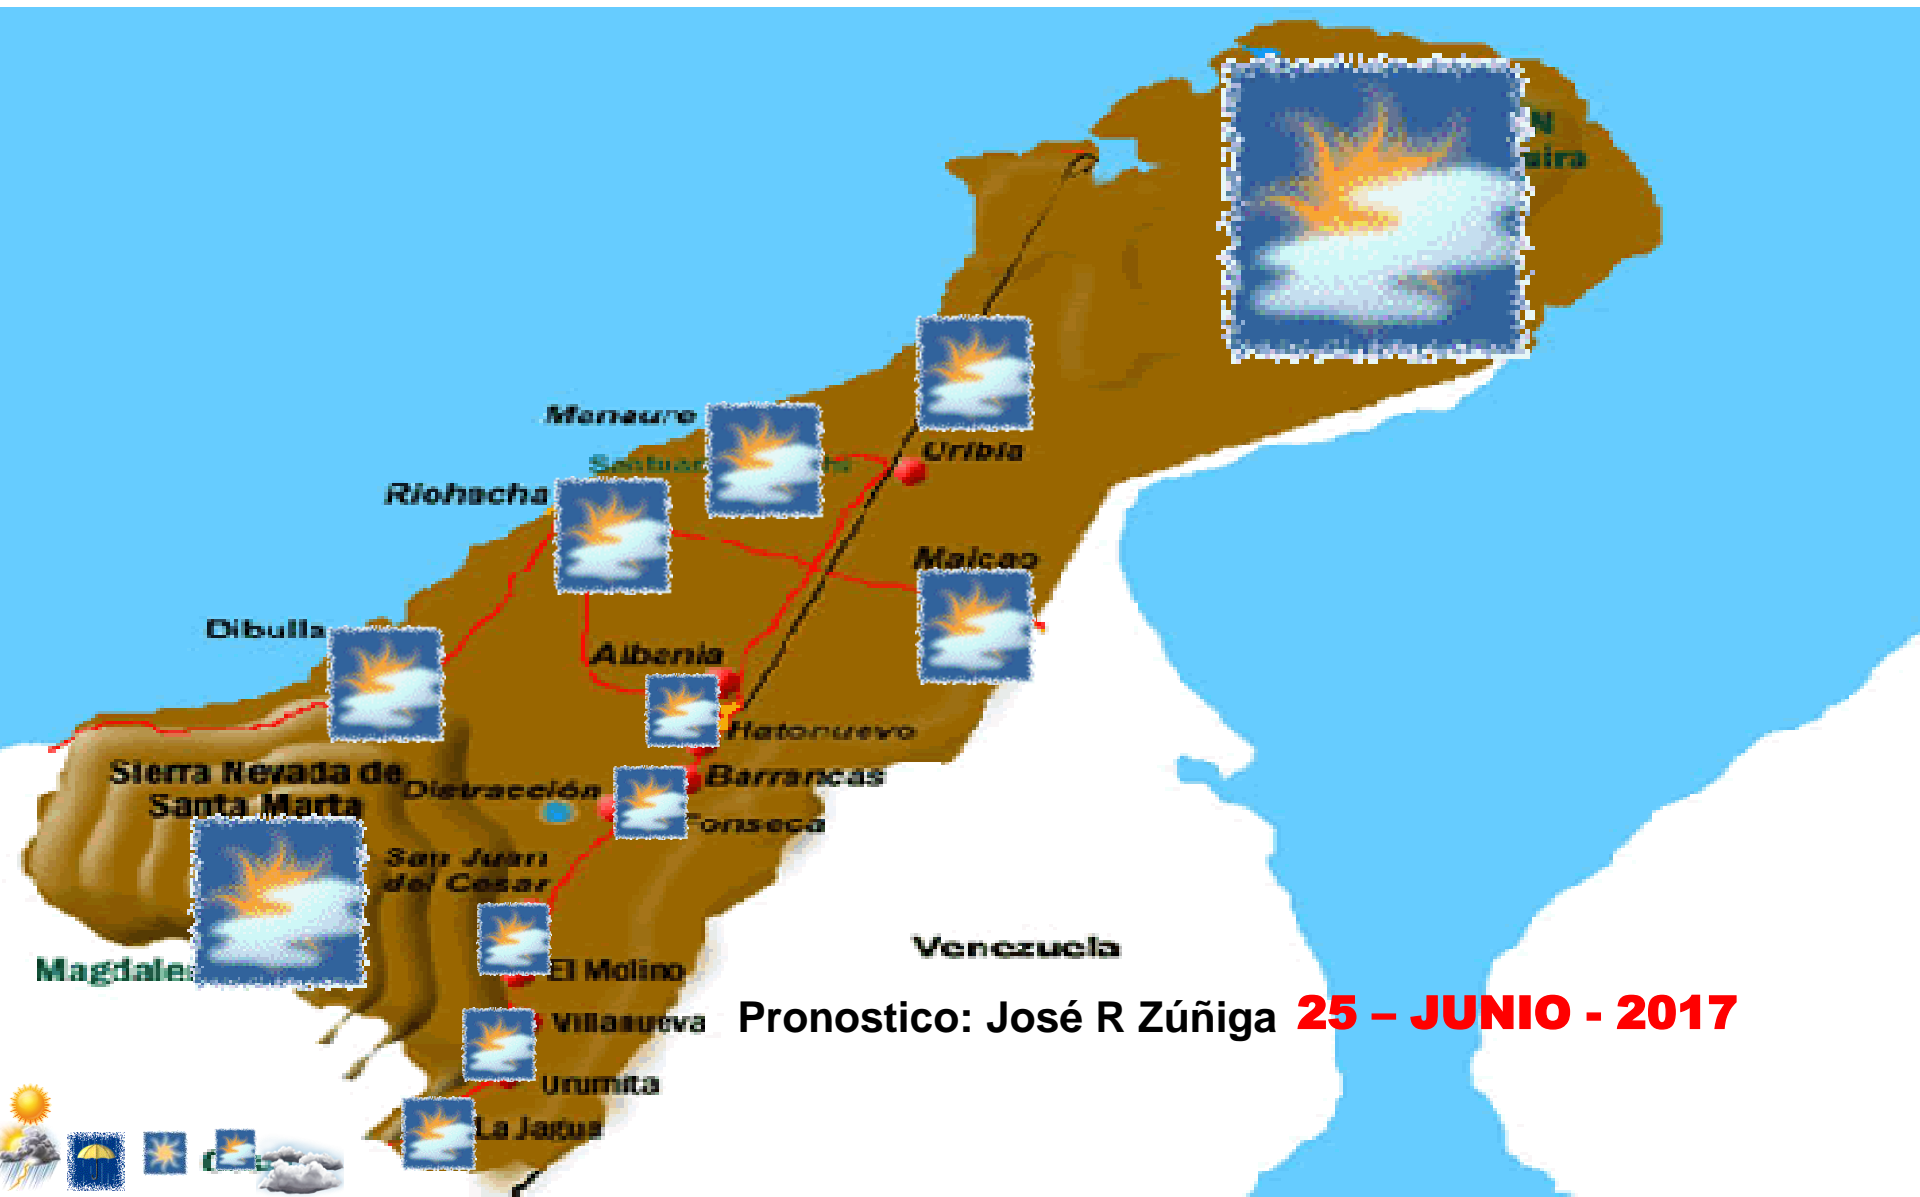 Manaure
Uribia
Riohacha
Maicao
Dibulla
Albania
Hatonuevo
Sierra Nevada de
Santa Marta
Distracción
Barrancas
Fonseca
San Juan
del Cesar
Venezuela
El Molino
Villanueva
Pronostico: José R Zúñiga 25 – JUNIO - 2017
Urumita
La Jagua